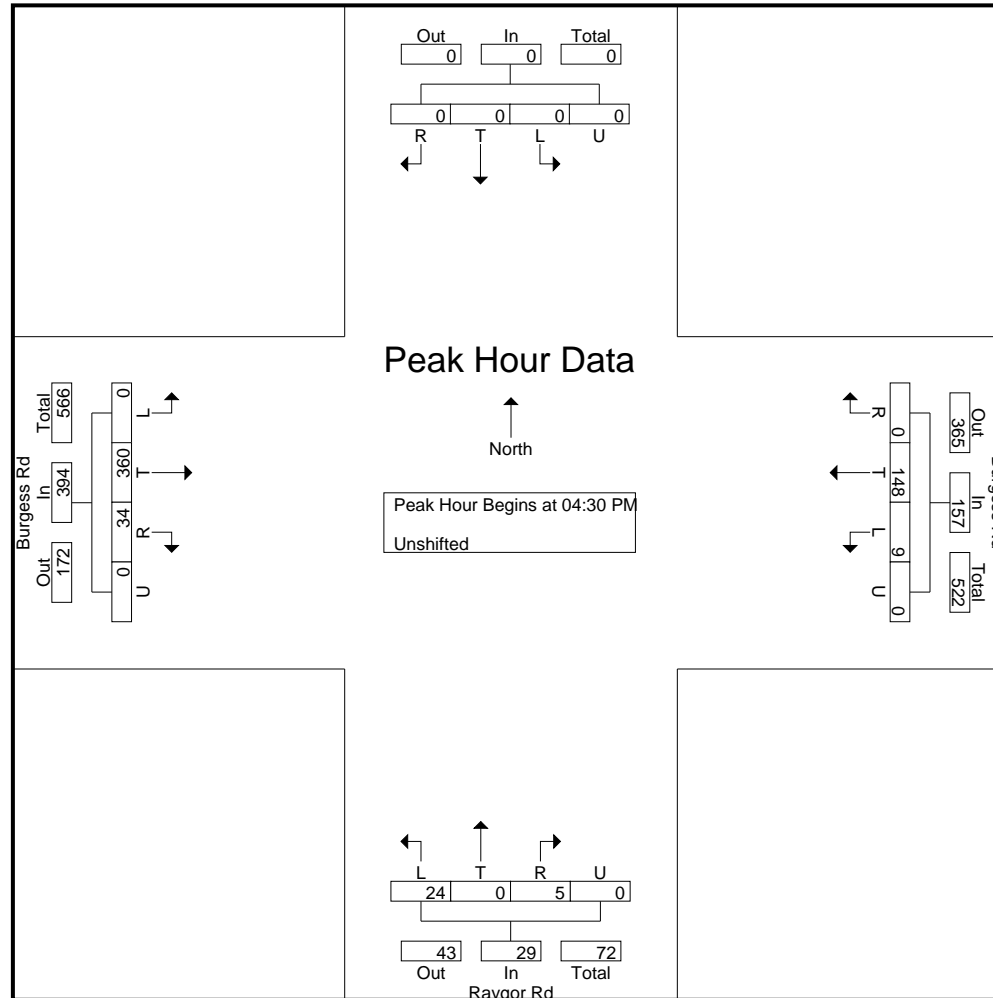 Out In Total
0 0 0
0 0 0 0
R T L U
Peak Hour Data
North
Peak Hour Begins at 04:30 PM
Unshifted
Burgess Rd
Out In Total
172 394 566
0 34 360 0
U R T L
Out In Total
365 157 522
0 148 9 0
R T L U
L T R U
24 0 5 0
43 29 72
Out In Total
Raygor Rd